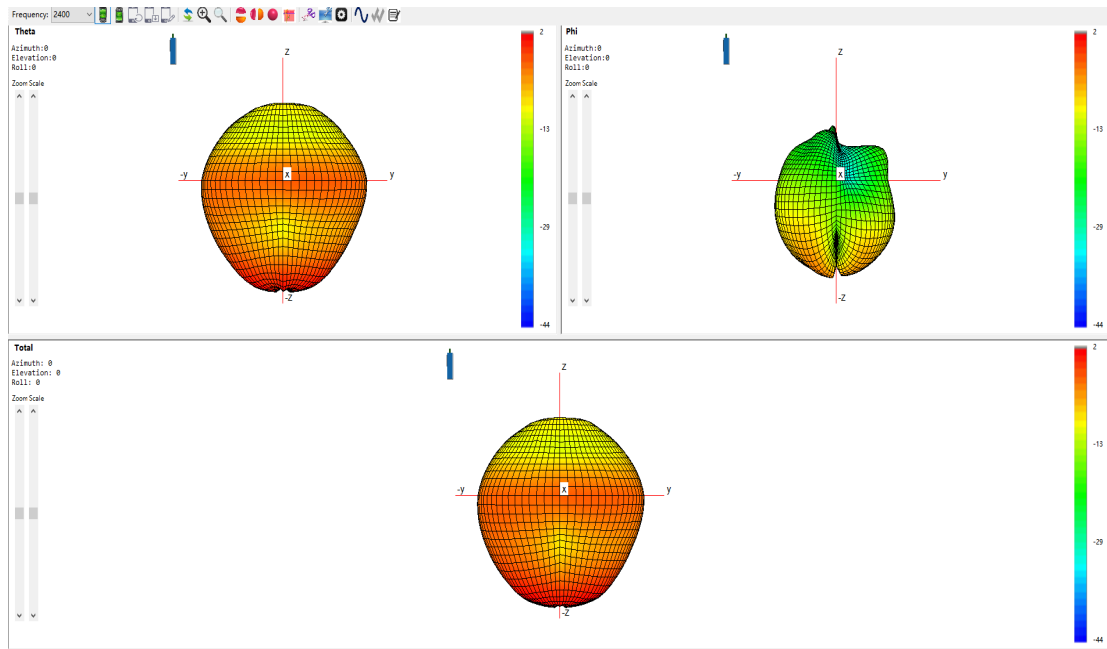 Frequency: 2400
Theta
Azimuth:0
Elevation:0
Roll:0
Zoom Scale
Z
-y
X
y
-Z
2
-13
-29
-44
Phi
Azimuth:0
Elevation:0
Roll:0
Zoom Scale
Z
-y
X
y
-Z
2
-13
-29
-44
Total
Azimuth: 0
Elevation: 0
Roll: 0
Zoom Scale
Z
-y
X
y
-Z
2
-13
-29
-44